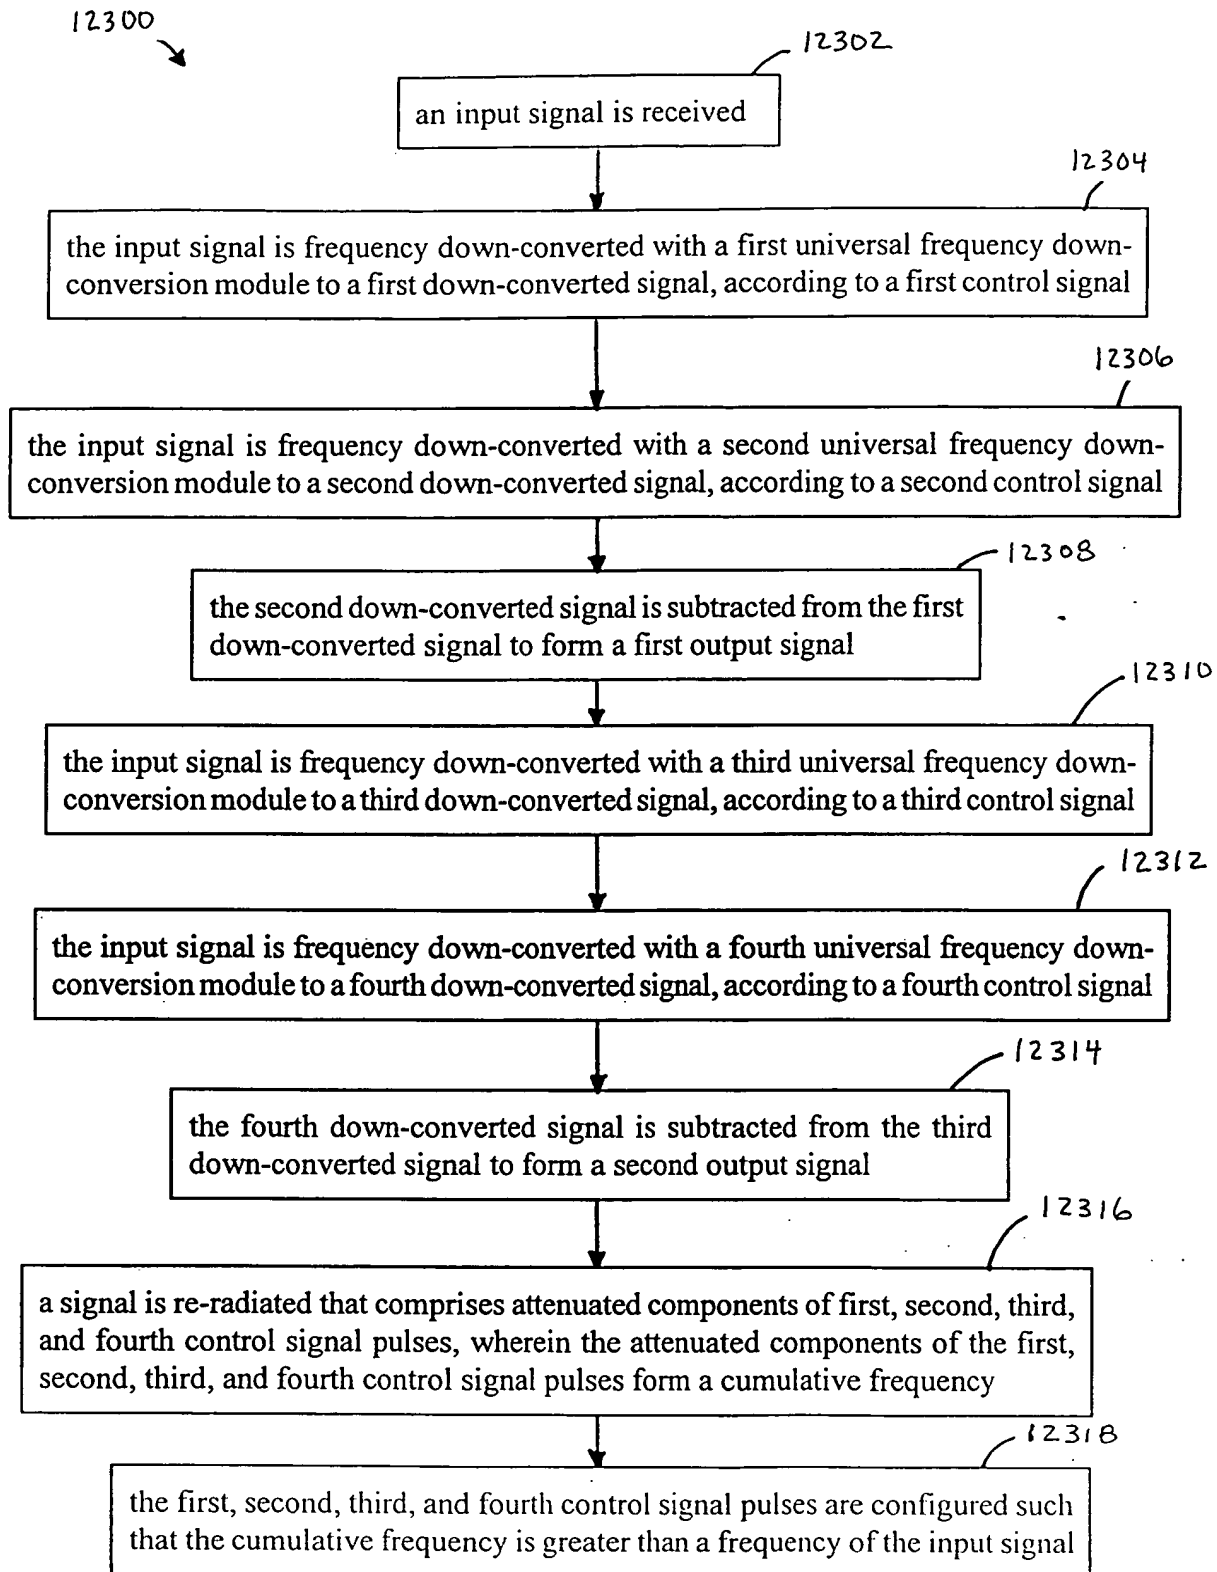 12300
12302
an input signal is received
12304
the input signal is frequency down-converted with a first universal frequency down-
conversion module to a first down-converted signal, according to a first control signal
12306
the input signal is frequency down-converted with a second universal frequency down-
conversion module to a second down-converted signal, according to a second control signal
12308
the second down-converted signal is subtracted from the first
down-converted signal to form a first output signal
12310
the input signal is frequency down-converted with a third universal frequency down-
conversion module to a third down-converted signal, according to a third control signal
12312
the input signal is frequency down-converted with a fourth universal frequency down-
conversion module to a fourth down-converted signal, according to a fourth control signal
12314
the fourth down-converted signal is subtracted from the third
down-converted signal to form a second output signal
12316
a signal is re-radiated that comprises attenuated components of first, second, third,
and fourth control signal pulses, wherein the attenuated components of the first,
second, third, and fourth control signal pulses form a cumulative frequency
12318
the first, second, third, and fourth control signal pulses are configured such
that the cumulative frequency is greater than a frequency of the input signal